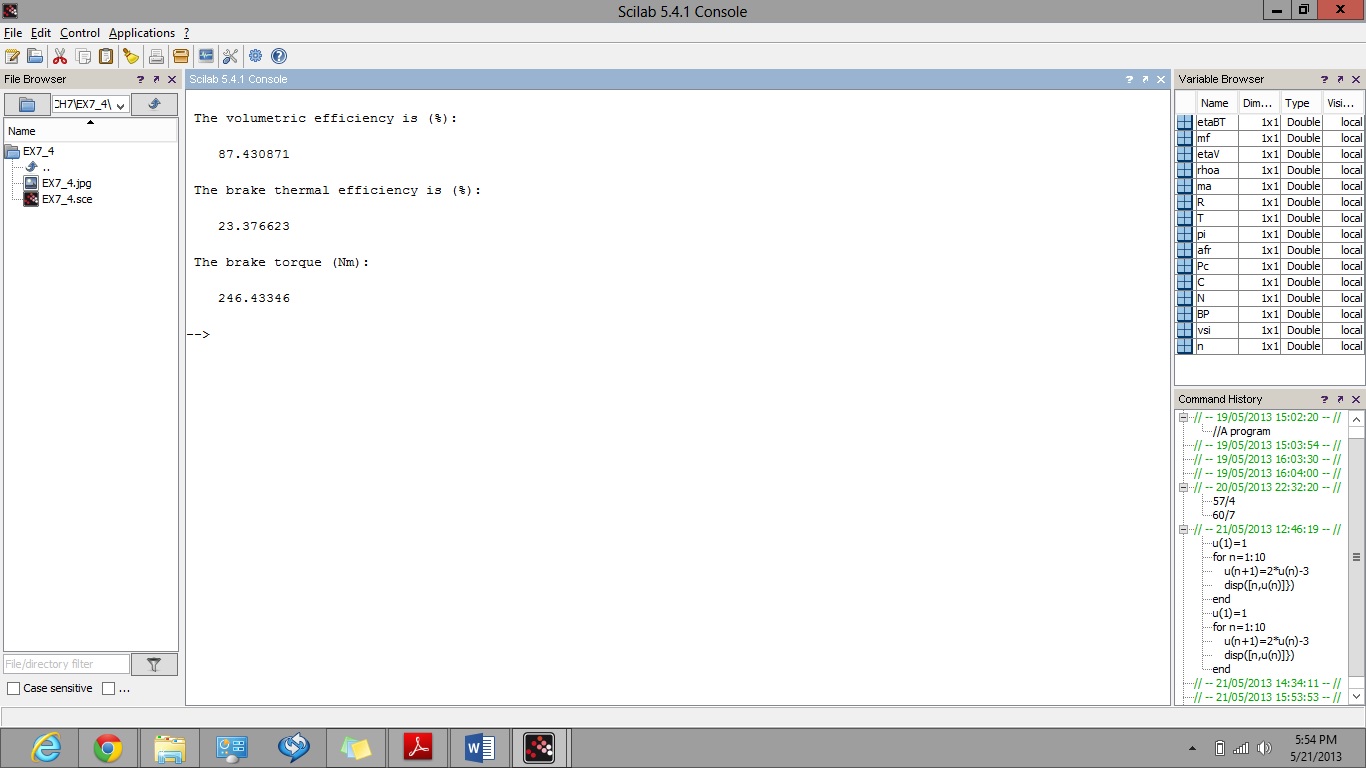 Scilab 5.4.1 Console
File Edit Control Applications ?
File Browser ? ↗ ✕
:H7\EX7_4\
Name
EX7_4
..
EX7_4.jpg
EX7_4.sce
File/directory filter
Case sensitive ...
Scilab 5.4.1 Console ? ↗ ✕
The volumetric efficiency is (%):
87.430871
The brake thermal efficiency is (%):
23.376623
The brake torque (Nm):
246.43346
-->
Variable Browser ? ↗ ✕
Name Dim... Type Visi...
etaBT 1x1 Double local
mf 1x1 Double local
etaV 1x1 Double local
rhoa 1x1 Double local
ma 1x1 Double local
R 1x1 Double local
T 1x1 Double local
pi 1x1 Double local
afr 1x1 Double local
Pc 1x1 Double local
C 1x1 Double local
N 1x1 Double local
BP 1x1 Double local
vsi 1x1 Double local
n 1x1 Double local
Command History ? ↗ ✕
// -- 19/05/2013 15:02:20 -- //
//A program
// -- 19/05/2013 15:03:54 -- //
// -- 19/05/2013 16:03:30 -- //
// -- 19/05/2013 16:04:00 -- //
// -- 20/05/2013 22:32:20 -- //
57/4
60/7
// -- 21/05/2013 12:46:19 -- //
u(1)=1
for n=1:10
u(n+1)=2*u(n)-3
disp([n,u(n)]})
end
u(1)=1
for n=1:10
u(n+1)=2*u(n)-3
disp([n,u(n)]})
end
// -- 21/05/2013 14:34:11 -- //
// -- 21/05/2013 15:53:53 -- //
5:54 PM
5/21/2013